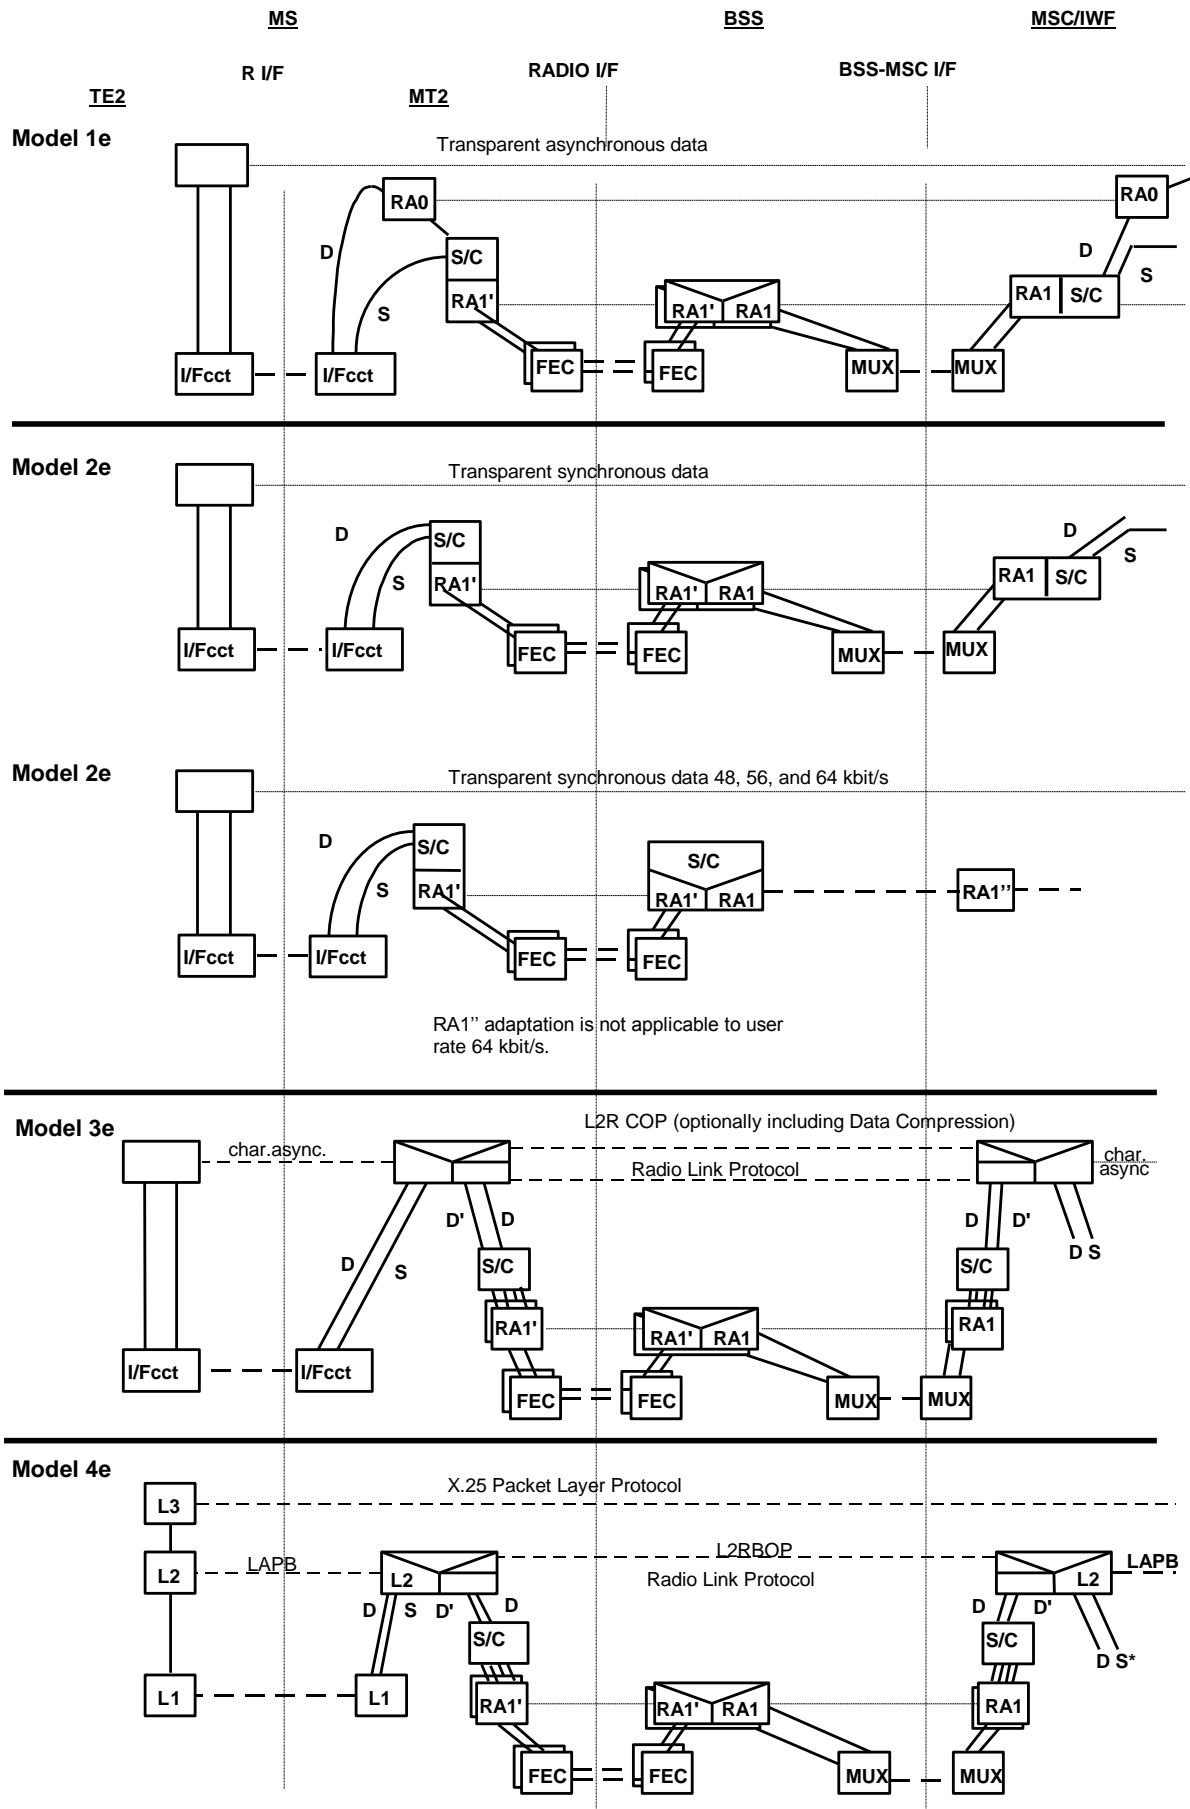 MS BSS MSC/IWF
R I/F RADIO I/F BSS-MSC I/F
TE2 MT2
Model 1e
Transparent asynchronous data
RA0 RA0
D S/C D
S
RA1' RA1' RA1 RA1 S/C
S
I/Fcct I/Fcct FEC FEC MUX MUX
Model 2e
Transparent synchronous data
D S/C D
S
S RA1' RA1' RA1 RA1 S/C
I/Fcct I/Fcct FEC FEC MUX MUX
Model 2e
Transparent synchronous data 48, 56, and 64 kbit/s
D S/C S/C
S RA1' RA1' RA1 RA1''
I/Fcct I/Fcct FEC FEC
RA1'' adaptation is not applicable to user
rate 64 kbit/s.
Model 3e
L2R COP (optionally including Data Compression)
char.async. char.
Radio Link Protocol async
D' D D D'
D S S/C S/C D S
RA1' RA1' RA1 RA1
I/Fcct I/Fcct FEC FEC MUX MUX
Model 4e
X.25 Packet Layer Protocol
L3
LAPB L2RBOP LAPB
L2 L2 Radio Link Protocol L2
D S D' D D D'
S/C S/C
D S*
L1 L1 RA1' RA1' RA1 RA1
FEC FEC MUX MUX